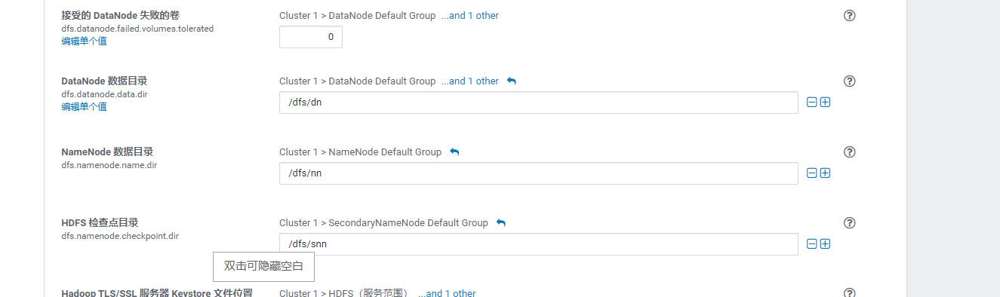 接受的 DataNode 失败的卷
Cluster 1 > DataNode Default Group ...and 1 other
dfs.datanode.failed.volumes.tolerated
0
编辑单个值
DataNode 数据目录
Cluster 1 > DataNode Default Group ...and 1 other
dfs.datanode.data.dir
/dfs/dn
编辑单个值
NameNode 数据目录
Cluster 1 > NameNode Default Group
dfs.namenode.name.dir
/dfs/nn
HDFS 检查点目录
Cluster 1 > SecondaryNameNode Default Group
dfs.namenode.checkpoint.dir
/dfs/snn
双击可隐藏空白
Hadoop TLS/SSL 服务器 Keystore 文件位置
Cluster 1 > HDFS（服务范围） ...and 1 other